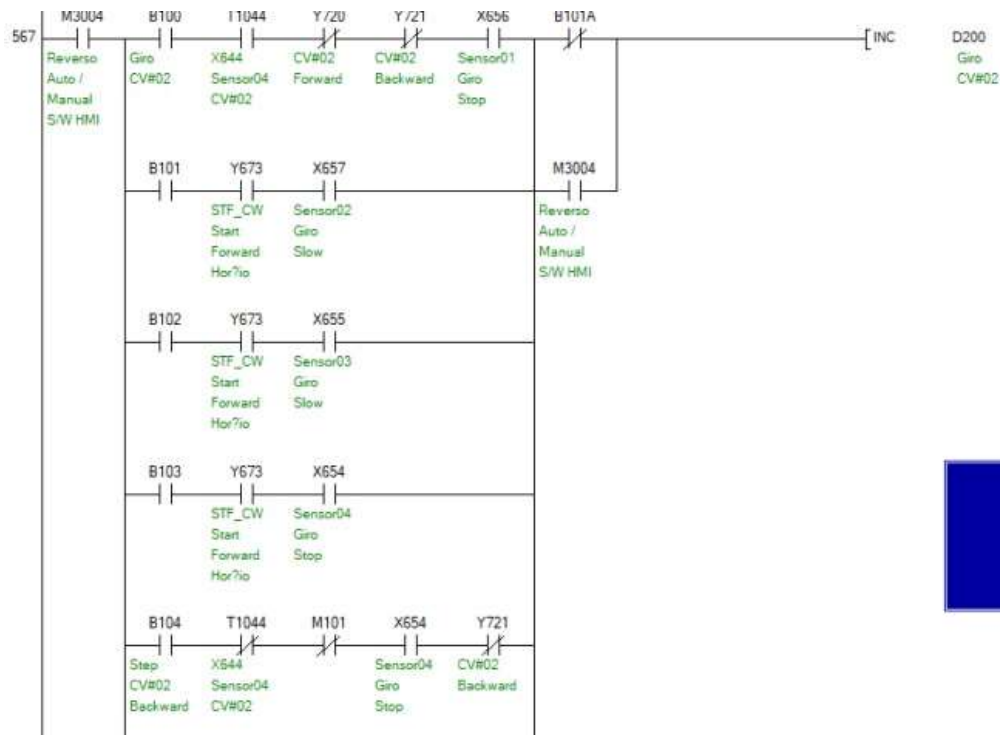 M3004 B100 T1044 Y720 Y721 X656 B101A
567 [ INC D200
Reverso Giro X644 CV#02 CV#02 Sensor01 Giro
Auto / CV#02 Sensor04 Forward Backward Giro CV#02
Manual CV#02 Stop
S/W HMI
B101 Y673 X657 M3004
STF_CW Sensor02 Reverso
Start Giro Auto /
Forward Slow Manual
Hor?io S/W HMI
B102 Y673 X655
STF_CW Sensor03
Start Giro
Forward Slow
Hor?io
B103 Y673 X654
STF_CW Sensor04
Start Giro
Forward Stop
Hor?io
B104 T1044 M101 X654 Y721
Step X644 Sensor04 CV#02
CV#02 Sensor04 Giro Backward
Backward CV#02 Stop